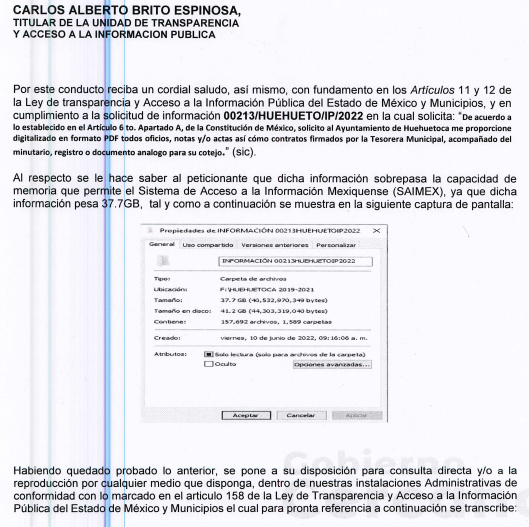 CARLOS ALBERTO BRITO ESPINOSA,
TITULAR DE LA UNIDAD DE TRANSPARENCIA
Y ACCESO A LA INFORMACION PUBLICA
Por este conducto reciba un cordial saludo, así mismo, con fundamento en los Artículos 11 y 12 de
la Ley de transparencia y Acceso a la Información Pública del Estado de México y Municipios, y en
cumplimiento a la solicitud de información 00213/HUEHUETO/IP/2022 en la cual solicita: "De acuerdo a
lo establecido en el Artículo 6 to. Apartado A, de la Constitución de México, solicito al Ayuntamiento de Huehuetoca me proporcione
digitalizado en formato PDF todos oficios, notas y/o actas así cómo contratos firmados por la Tesorera Municipal, acompañado del
minutario, registro o documento analogo para su cotejo." (sic).
Al respecto se le hace saber al peticionante que dicha información sobrepasa la capacidad de
memoria que permite el Sistema de Acceso a la Información Mexiquense (SAIMEX), ya que dicha
información pesa 37.7GB, tal y como a continuación se muestra en la siguiente captura de pantalla:
Propiedades de INFORMACIÓN 00213HUEHUETOIP2022
General Uso compartido Versiones anteriores Personalizar
INFORMACIÓN 00213HUEHUETOIP2022
Tipo: Carpeta de archivos
Ubicación: F:\HUEHUETOCA 2019-2021
Tamaño: 37.7 GB (40,532,970,349 bytes)
Tamaño en disco: 41.2 GB (44,303,319,040 bytes)
Contiene: 157,692 archivos, 1,589 carpetas
Creado: viernes, 10 de junio de 2022, 09:16:06 a. m.
Atributos: Solo lectura (solo para archivos de la carpeta)
Oculto Opciones avanzadas...
Aceptar Cancelar Aplicar
Gobierno
Habiendo quedado probado lo anterior, se pone a su disposición para consulta directa y/o a la
reproducción por cualquier medio que disponga, dentro de nuestras instalaciones Administrativas de
conformidad con lo marcado en el articulo 158 de la Ley de Transparencia y Acceso a la Información
Pública del Estado de México y Municipios el cual para pronta referencia a continuación se transcribe: